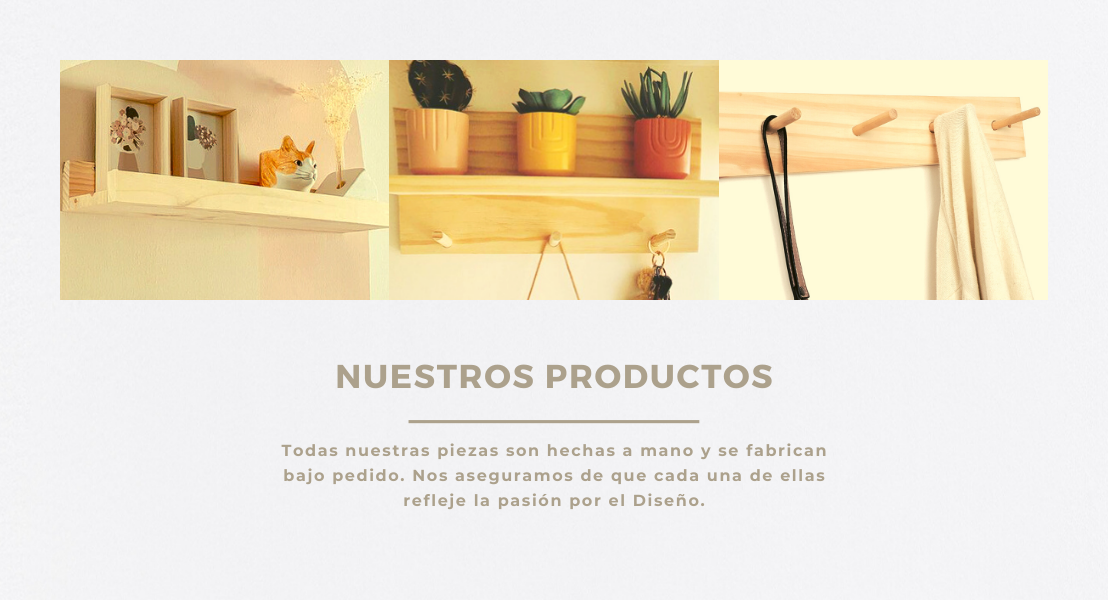 NUESTROS PRODUCTOS
Todas nuestras piezas son hechas a mano y se fabrican
bajo pedido. Nos aseguramos de que cada una de ellas
refleje la pasión por el Diseño.